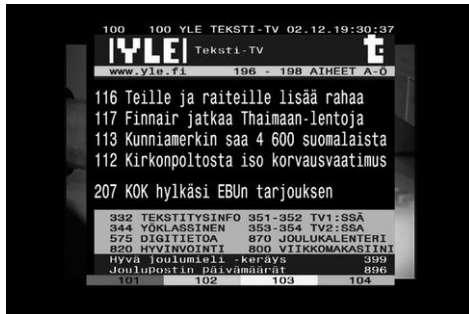 100 100 YLE TEKSTI-TV 02.12.19:30:37
YLE Teksti-TV t:
www.yle.fi 196 - 198 AIHEET A-Ö
116 Teille ja raiteille lisää rahaa
117 Finnair jatkaa Thaimaan-lentoja
113 Kunniamerkin saa 4 600 suomalaista
112 Kirkonpoltosta iso korvausvaatimus
207 KOK hylkäsi EBUn tarjouksen
332 TEKSTITYSINFO 351-352 TV1:SSÄ
344 YÖKLASSINEN 353-354 TV2:SSA
575 DIGITIETOA 870 JOULUKALENTERI
820 HYVINVOINTI 800 VIIKKOMAKASIINI
Hyvä joulumieli -keräys 399
JouluPostin päivämäärät 896
101 102 103 104